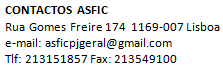 CONTACTOS ASFIC
Rua Gomes Freire 174 1169-007 Lisboa
e-mail: asficpjgeral@gmail.com
Tlf: 213151857 Fax: 213549100